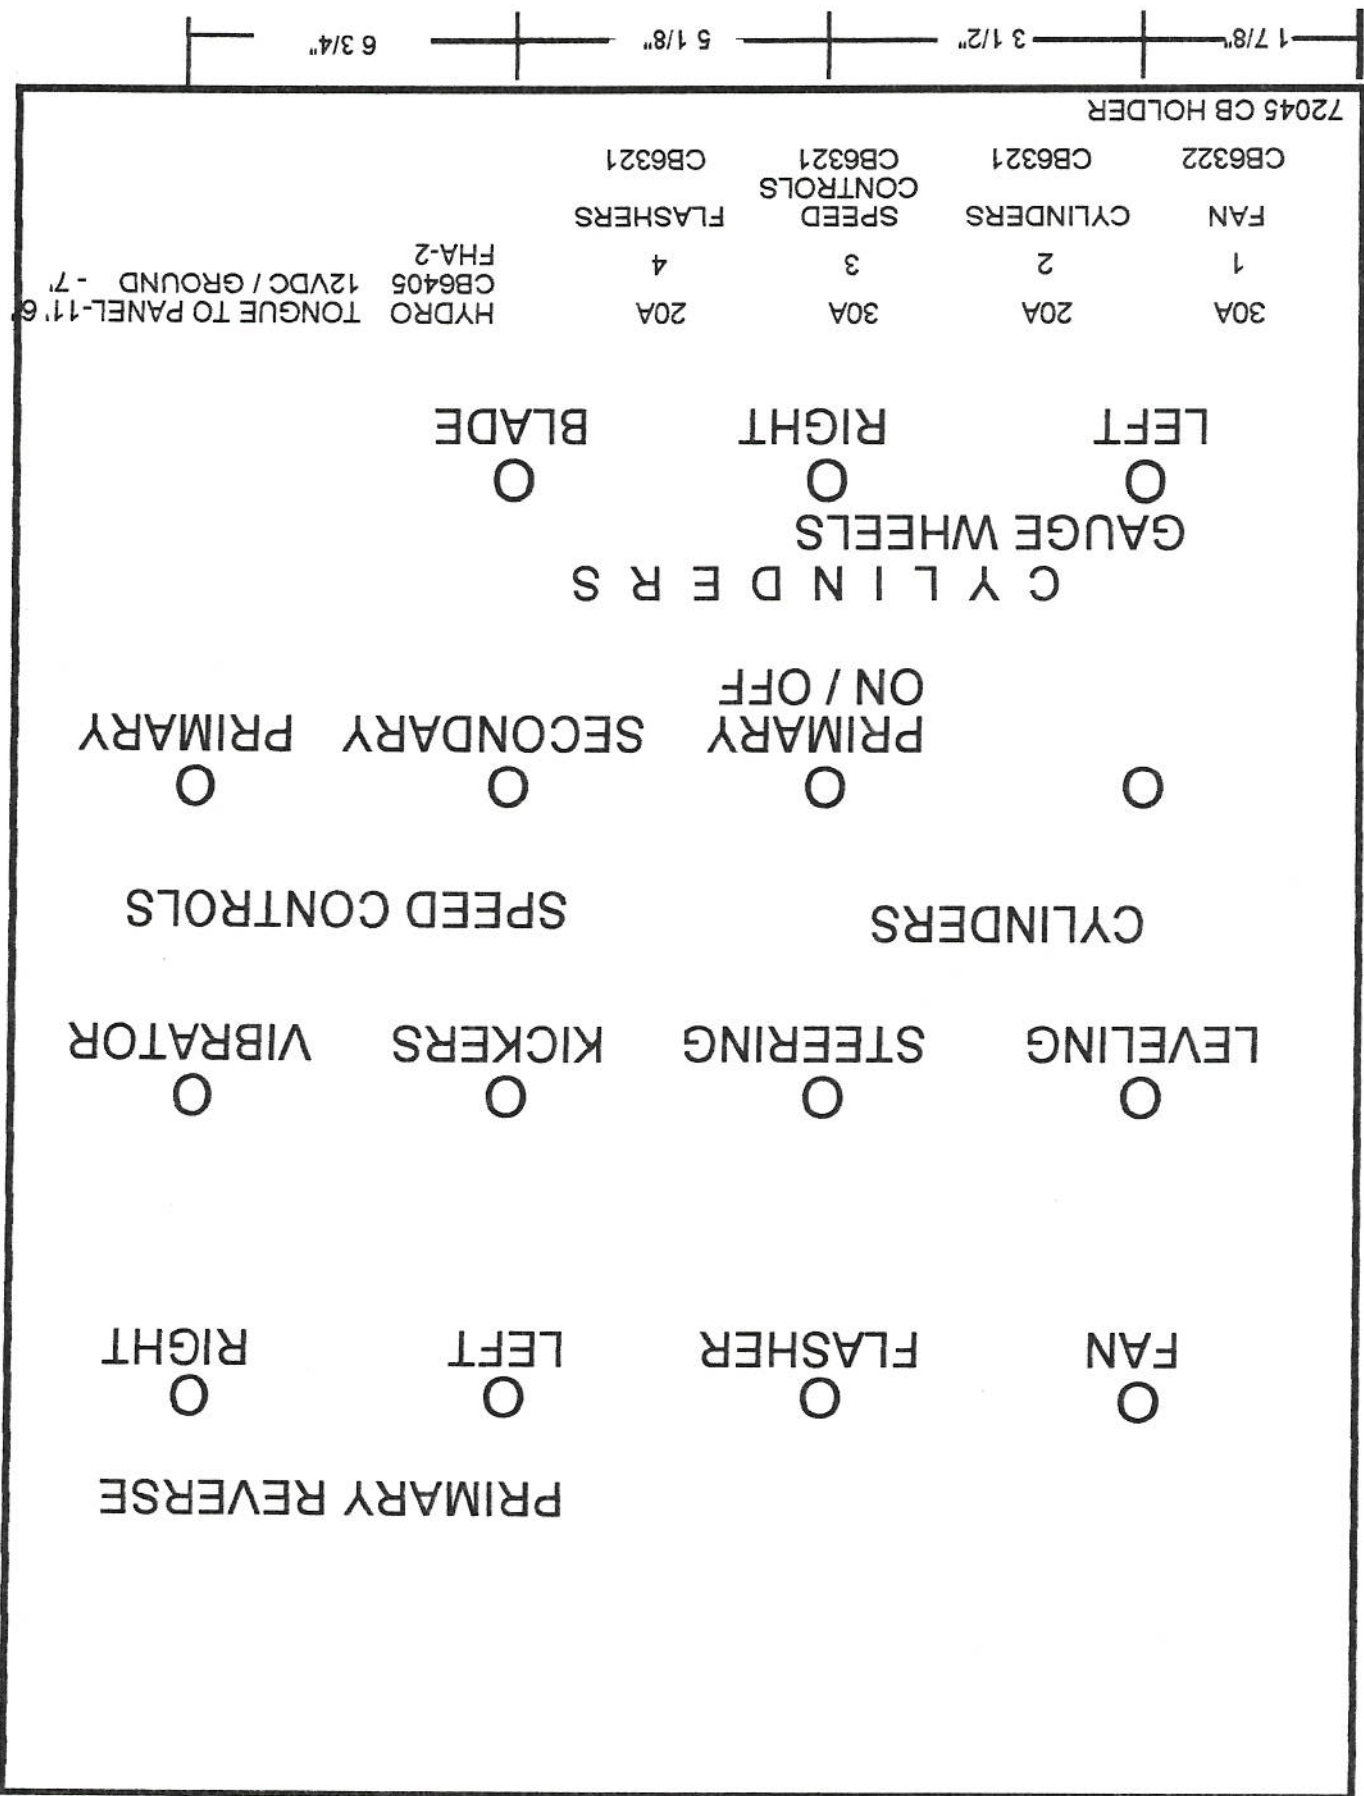 PRIMARY REVERSE
FAN FLASHER LEFT RIGHT
LEVELING STEERING KICKERS VIBRATOR
CYLINDERS SPEED CONTROLS
PRIMARY SECONDARY PRIMARY
ON / OFF
C Y L I N D E R S
GAUGE WHEELS
LEFT RIGHT BLADE
30A 20A 30A 20A HYDRO TONGUE TO PANEL-11' 6"
CB6405 12VDC / GROUND - 7'
1 2 3 4 FHA-2
FAN CYLINDERS SPEED FLASHERS
CONTROLS
CB6322 CB6321 CB6321 CB6321
72045 CB HOLDER
1 7/8" 3 1/2" 5 1/8" 6 3/4"